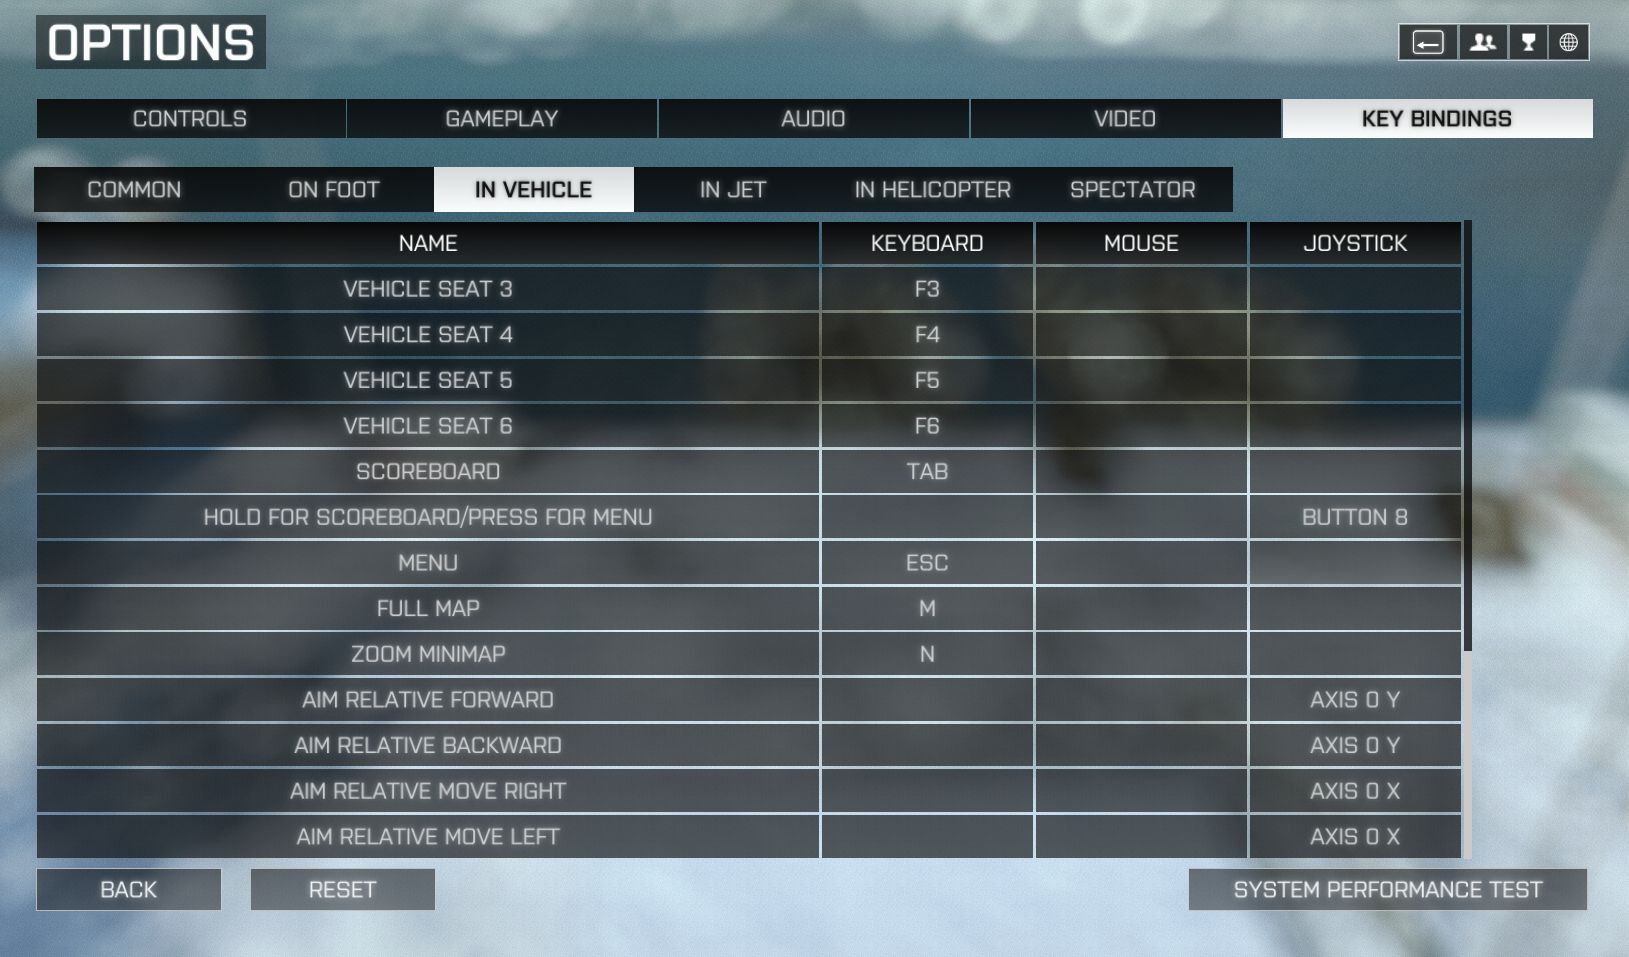 OPTIONS
CONTROLS GAMEPLAY AUDIO VIDEO KEY BINDINGS
COMMON ON FOOT IN VEHICLE IN JET IN HELICOPTER SPECTATOR
NAME KEYBOARD MOUSE JOYSTICK
VEHICLE SEAT 3 F3
VEHICLE SEAT 4 F4
VEHICLE SEAT 5 F5
VEHICLE SEAT 6 F6
SCOREBOARD TAB
HOLD FOR SCOREBOARD/PRESS FOR MENU BUTTON 8
MENU ESC
FULL MAP M
ZOOM MINIMAP N
AIM RELATIVE FORWARD AXIS 0 Y
AIM RELATIVE BACKWARD AXIS 0 Y
AIM RELATIVE MOVE RIGHT AXIS 0 X
AIM RELATIVE MOVE LEFT AXIS 0 X
BACK RESET SYSTEM PERFORMANCE TEST